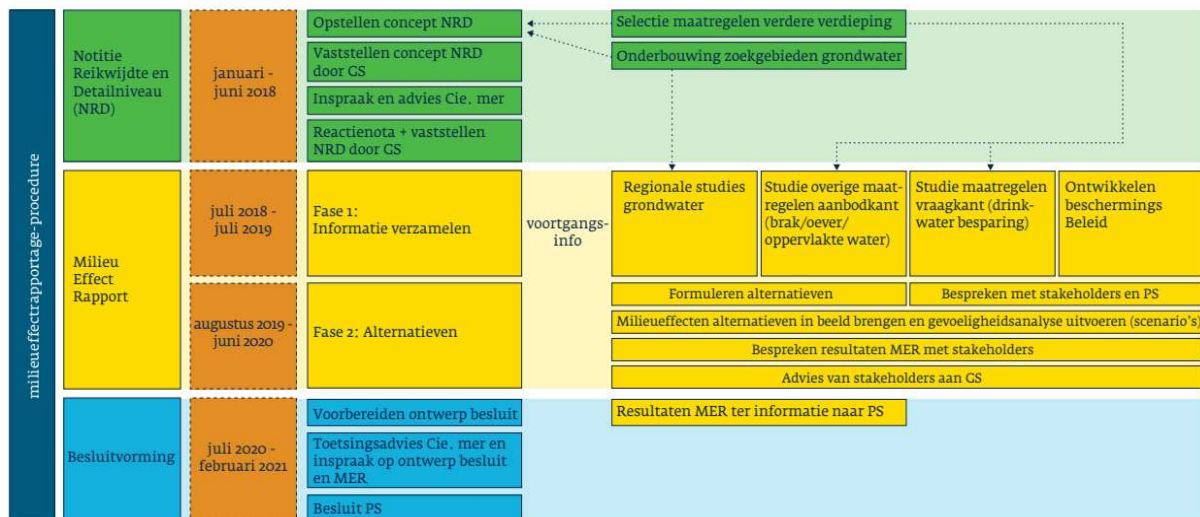 milieueffectrapportage-procedure
Notitie
Reikwijdte en
Detailniveau
(NRD)
januari -
juni 2018
Opstellen concept NRD
Vaststellen concept NRD
door GS
Inspraak en advies Cie. mer
Reactienota + vaststellen
NRD door GS
Selectie maatregelen verdere verdieping
Onderbouwing zoekgebieden grondwater
Milieu
Effect
Rapport
juli 2018 -
juli 2019
Fase 1:
Informatie verzamelen
voortgangs-
info
Regionale studies
grondwater
Studie overige maat-
regelen aanbodkant
(brak/oever/
oppervlakte water)
Studie maatregelen
vraagkant (drink-
water besparing)
Ontwikkelen
beschermings
Beleid
augustus 2019 -
juni 2020
Fase 2: Alternatieven
Formuleren alternatieven
Bespreken met stakeholders en PS
Milieueffecten alternatieven in beeld brengen en gevoeligheidsanalyse uitvoeren (scenario's)
Bespreken resultaten MER met stakeholders
Advies van stakeholders aan GS
Besluitvorming
juli 2020 -
februari 2021
Voorbereiden ontwerp besluit
Toetsingsadvies Cie. mer en
inspraak op ontwerp besluit
en MER
Besluit PS
Resultaten MER ter informatie naar PS